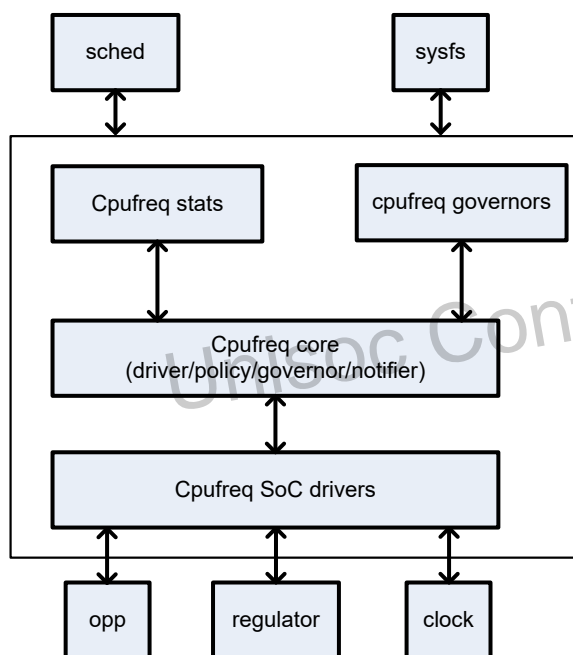 sched
sysfs
Cpufreq stats
cpufreq governors
Cpufreq core
(driver/policy/governor/notifier)
Cpufreq SoC drivers
opp
regulator
clock
Unisoc